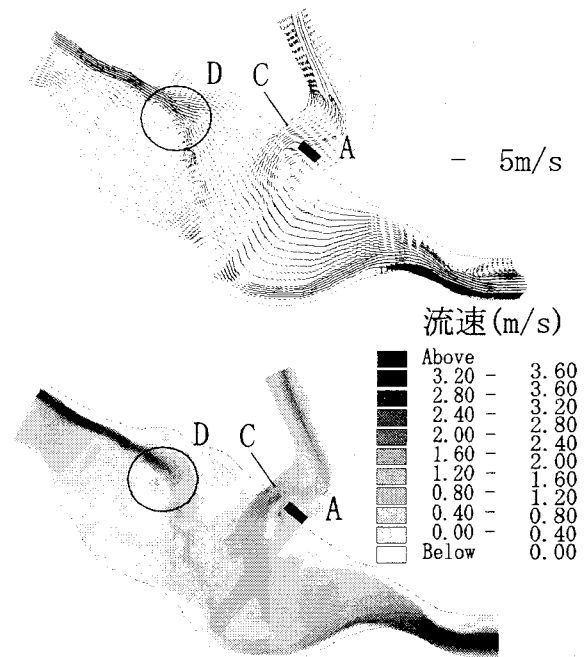 D
C
A
— 5m/s
流速(m/s)
Above 3.60
3.20 - 3.60
2.80 - 3.20
2.40 - 2.80
2.00 - 2.40
1.60 - 2.00
1.20 - 1.60
0.80 - 1.20
0.40 - 0.80
0.00 - 0.40
Below 0.00
D
C
A